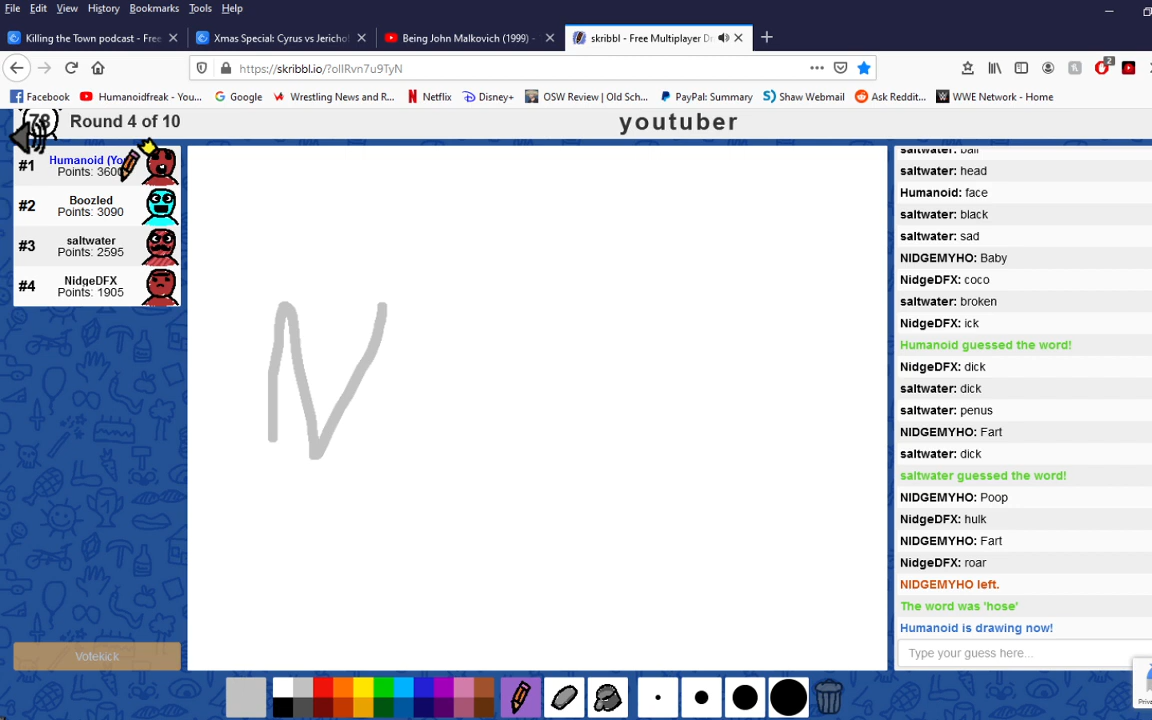 File Edit View History Bookmarks Tools Help
Killing the Town podcast - Free
Xmas Special: Cyrus vs Jericho
Being John Malkovich (1999) -
skribbl - Free Multiplayer Dr
https://skribbl.io/?olIRvn7u9TyN
2
Facebook Humanoidfreak - You... Google Wrestling News and R... Netflix Disney+ OSW Review | Old Sch... PayPal: Summary Shaw Webmail Ask Reddit... WWE Network - Home
78 Round 4 of 10
youtuber
#1 Humanoid (You
Points: 3600
#2 Boozled
Points: 3090
#3 saltwater
Points: 2595
#4 NidgeDFX
Points: 1905
Votekick
N
saltwater: ball
saltwater: head
Humanoid: face
saltwater: black
saltwater: sad
NIDGEMYHO: Baby
NidgeDFX: coco
saltwater: broken
NidgeDFX: ick
Humanoid guessed the word!
NidgeDFX: dick
saltwater: dick
saltwater: penus
NIDGEMYHO: Fart
saltwater: dick
saltwater guessed the word!
NIDGEMYHO: Poop
NidgeDFX: hulk
NIDGEMYHO: Fart
NidgeDFX: roar
NIDGEMYHO left.
The word was 'hose'
Humanoid is drawing now!
Type your guess here...